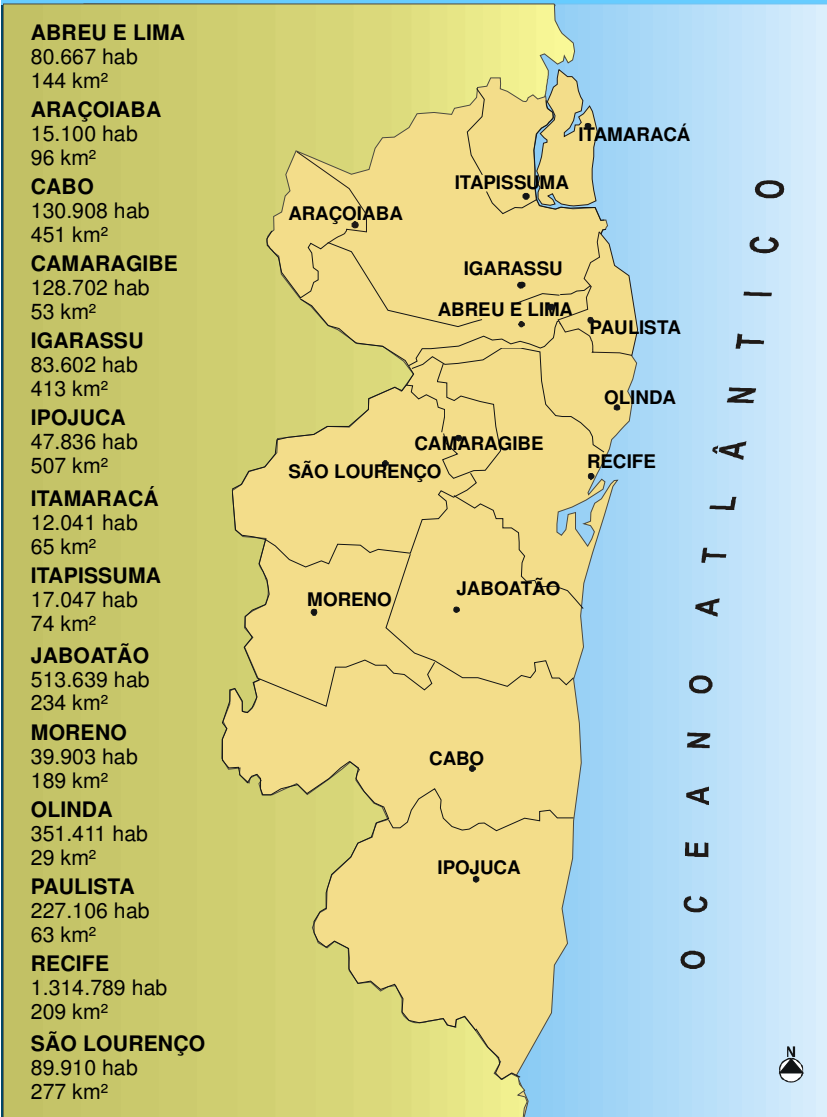 ABREU E LIMA
80.667 hab
144 km²
ARAÇOIABA
15.100 hab
96 km²
CABO
130.908 hab
451 km²
CAMARAGIBE
128.702 hab
53 km²
IGARASSU
83.602 hab
413 km²
IPOJUCA
47.836 hab
507 km²
ITAMARACÁ
12.041 hab
65 km²
ITAPISSUMA
17.047 hab
74 km²
JABOATÃO
513.639 hab
234 km²
MORENO
39.903 hab
189 km²
OLINDA
351.411 hab
29 km²
PAULISTA
227.106 hab
63 km²
RECIFE
1.314.789 hab
209 km²
SÃO LOURENÇO
89.910 hab
277 km²
ITAMARACÁ
ITAPISSUMA
ARAÇOIABA
IGARASSU
ABREU E LIMA
PAULISTA
OLINDA
CAMARAGIBE
RECIFE
SÃO LOURENÇO
JABOATÃO
MORENO
CABO
IPOJUCA
OCEANO ATLÂNTICO
N